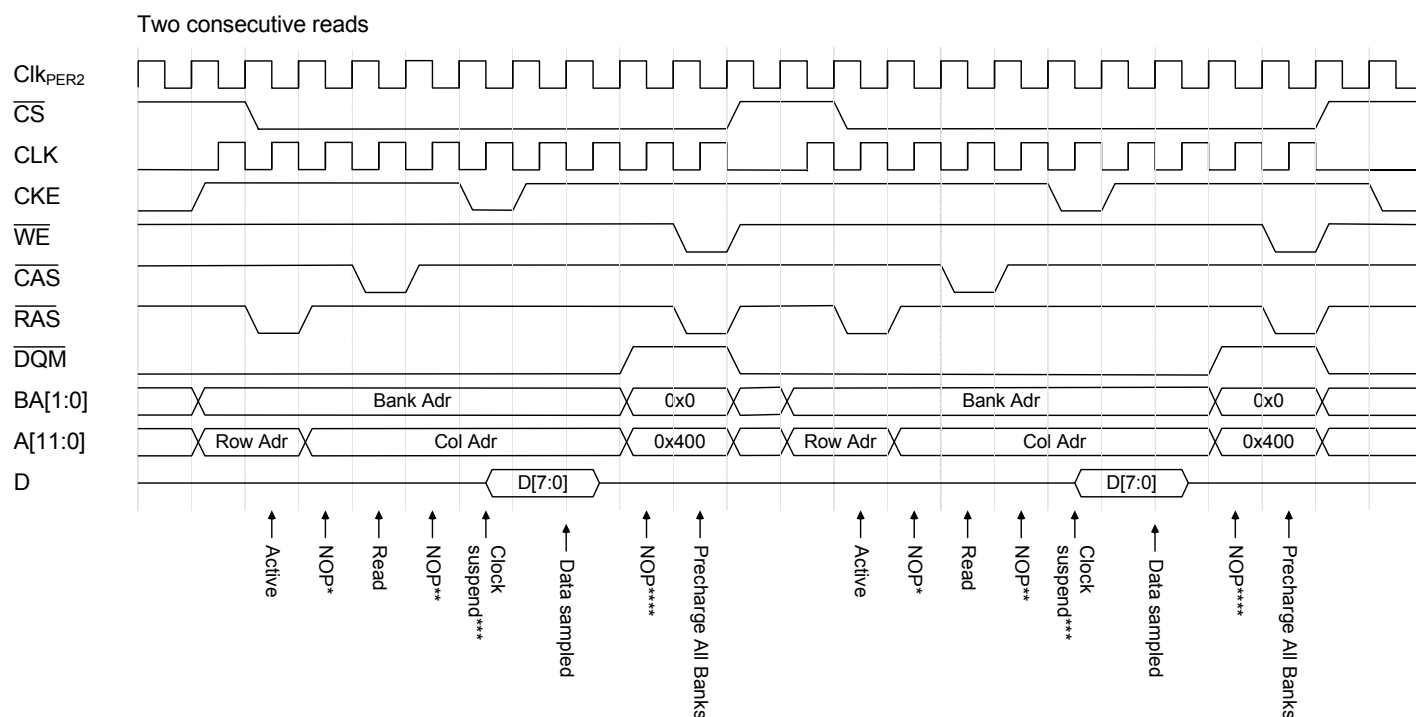 Two consecutive reads
ClkPER2
CS
CLK
CKE
WE
CAS
RAS
DQM
BA[1:0] Bank Adr 0x0 Bank Adr 0x0
A[11:0] Row Adr Col Adr 0x400 Row Adr Col Adr 0x400
D D[7:0] D[7:0]
Active
NOP*
Read
NOP**
Clock
suspend***
Data sampled
NOP****
Precharge All Banks
Active
NOP*
Read
NOP**
Clock
suspend***
Data sampled
NOP****
Precharge All Banks